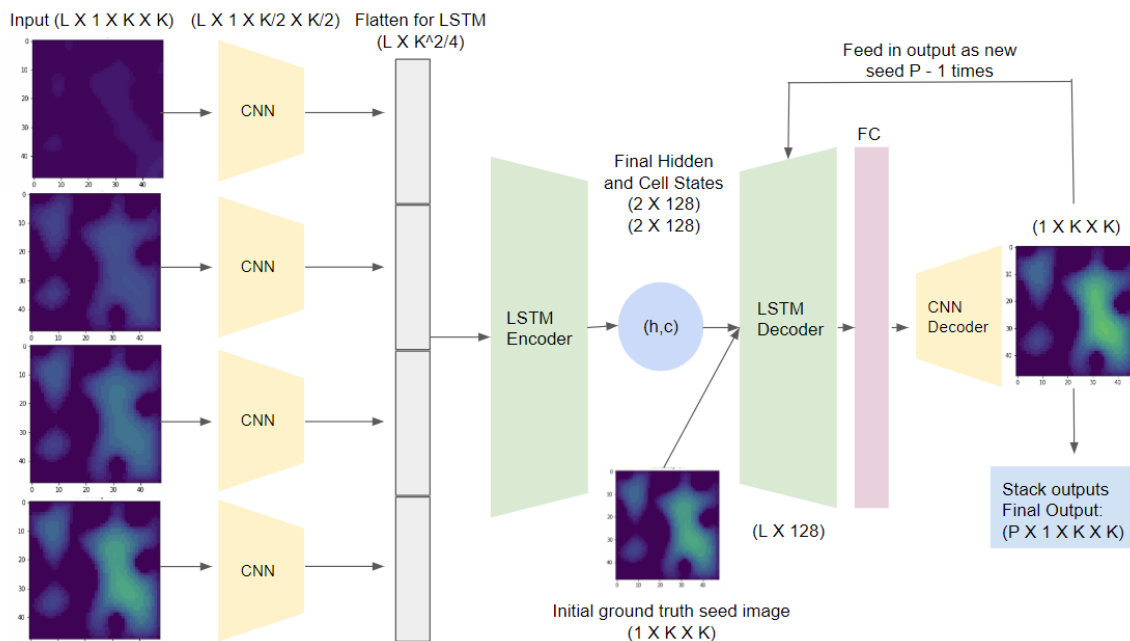 Input (L X 1 X K X K)
(L X 1 X K/2 X K/2)
Flatten for LSTM
(L X K^2/4)
CNN
CNN
CNN
CNN
LSTM
Encoder
Final Hidden
and Cell States
(2 X 128)
(2 X 128)
(h,c)
Initial ground truth seed image
(1 X K X K)
Feed in output as new
seed P - 1 times
LSTM
Decoder
(L X 128)
FC
CNN
Decoder
(1 X K X K)
Stack outputs
Final Output:
(P X 1 X K X K)